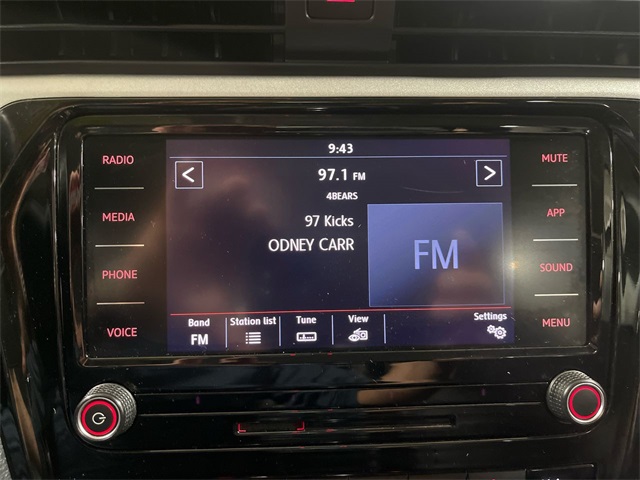 9:43
RADIO
MEDIA
PHONE
VOICE
97.1 FM
4BEARS
97 Kicks
ODNEY CARR
FM
Band
FM
Station list
Tune
View
Settings
MUTE
APP
SOUND
MENU